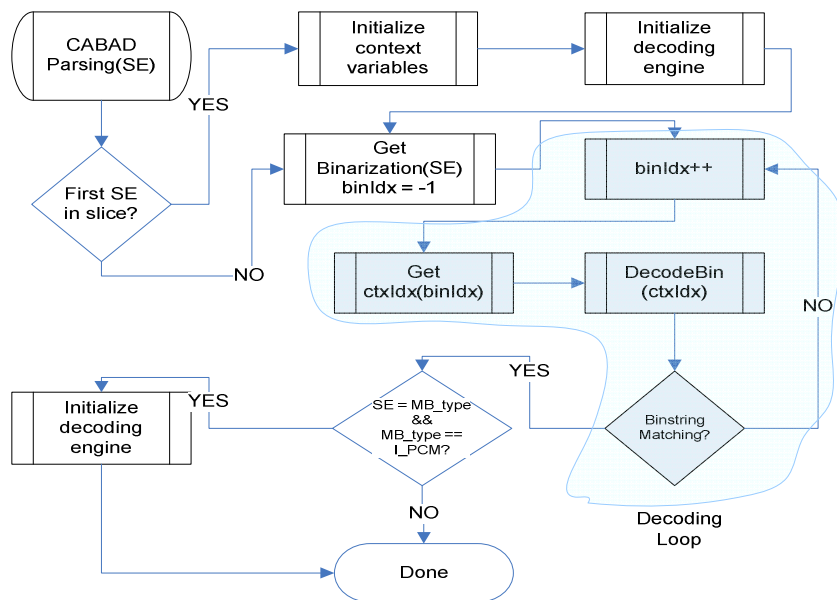 CABAD
Parsing(SE)
Initialize
context
variables
Initialize
decoding
engine
YES
First SE
in slice?
Get
Binarization(SE)
binIdx = -1
binIdx++
NO
Get
ctxIdx(binIdx)
DecodeBin
(ctxIdx)
NO
Binstring
Matching?
YES
SE = MB_type
&&
MB_type ==
I_PCM?
YES
Initialize
decoding
engine
NO
Decoding
Loop
Done